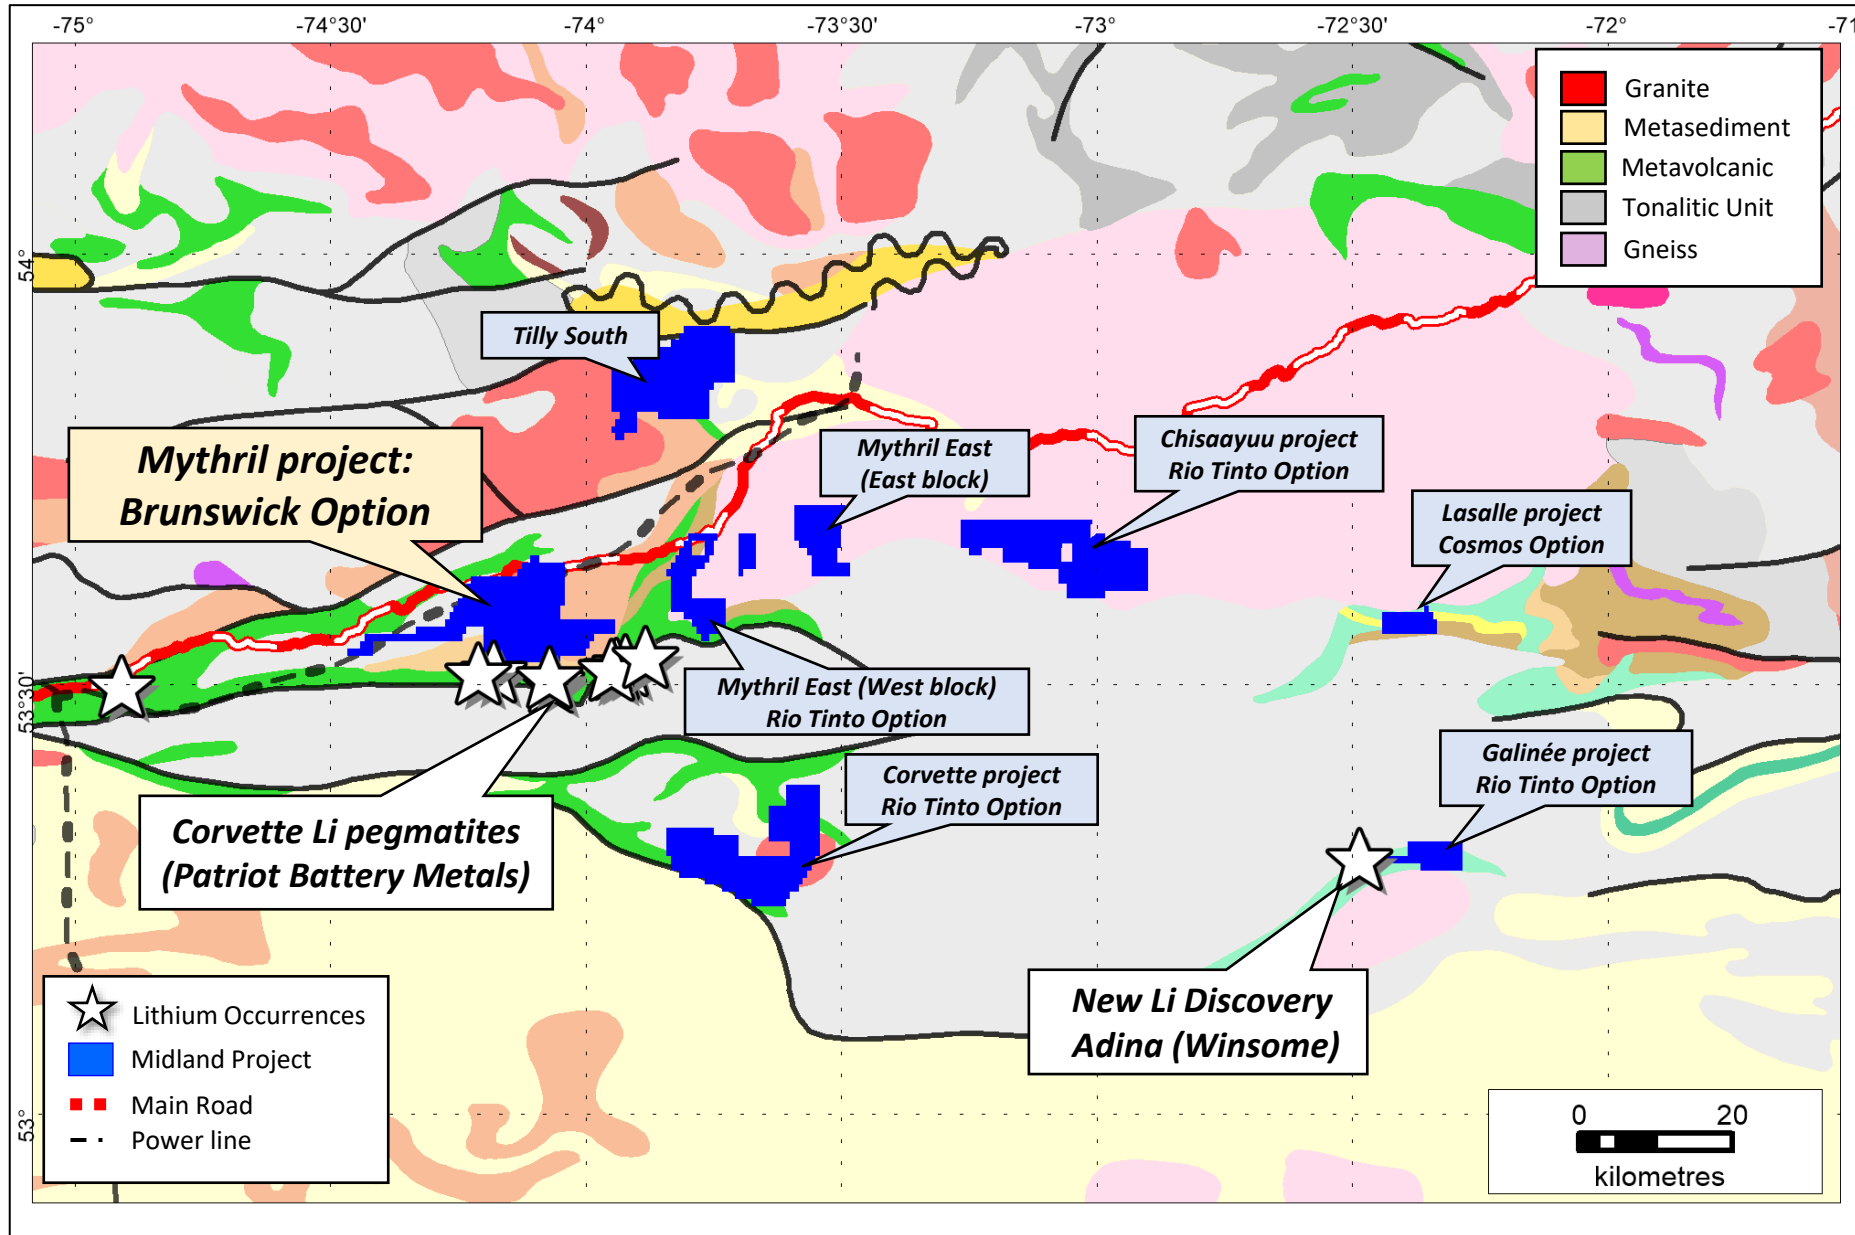 -75°
-74°30'
-74°
-73°30'
-73°
-72°30'
-72°
-71
54°
53°30'
53°
Granite
Metasediment
Metavolcanic
Tonalitic Unit
Gneiss
Tilly South
Mythril project:
Brunswick Option
Mythril East
(East block)
Chisaayuu project
Rio Tinto Option
Lasalle project
Cosmos Option
Mythril East (West block)
Rio Tinto Option
Galinée project
Rio Tinto Option
Corvette project
Rio Tinto Option
Corvette Li pegmatites
(Patriot Battery Metals)
New Li Discovery
Adina (Winsome)
Lithium Occurrences
Midland Project
Main Road
Power line
0 20
kilometres